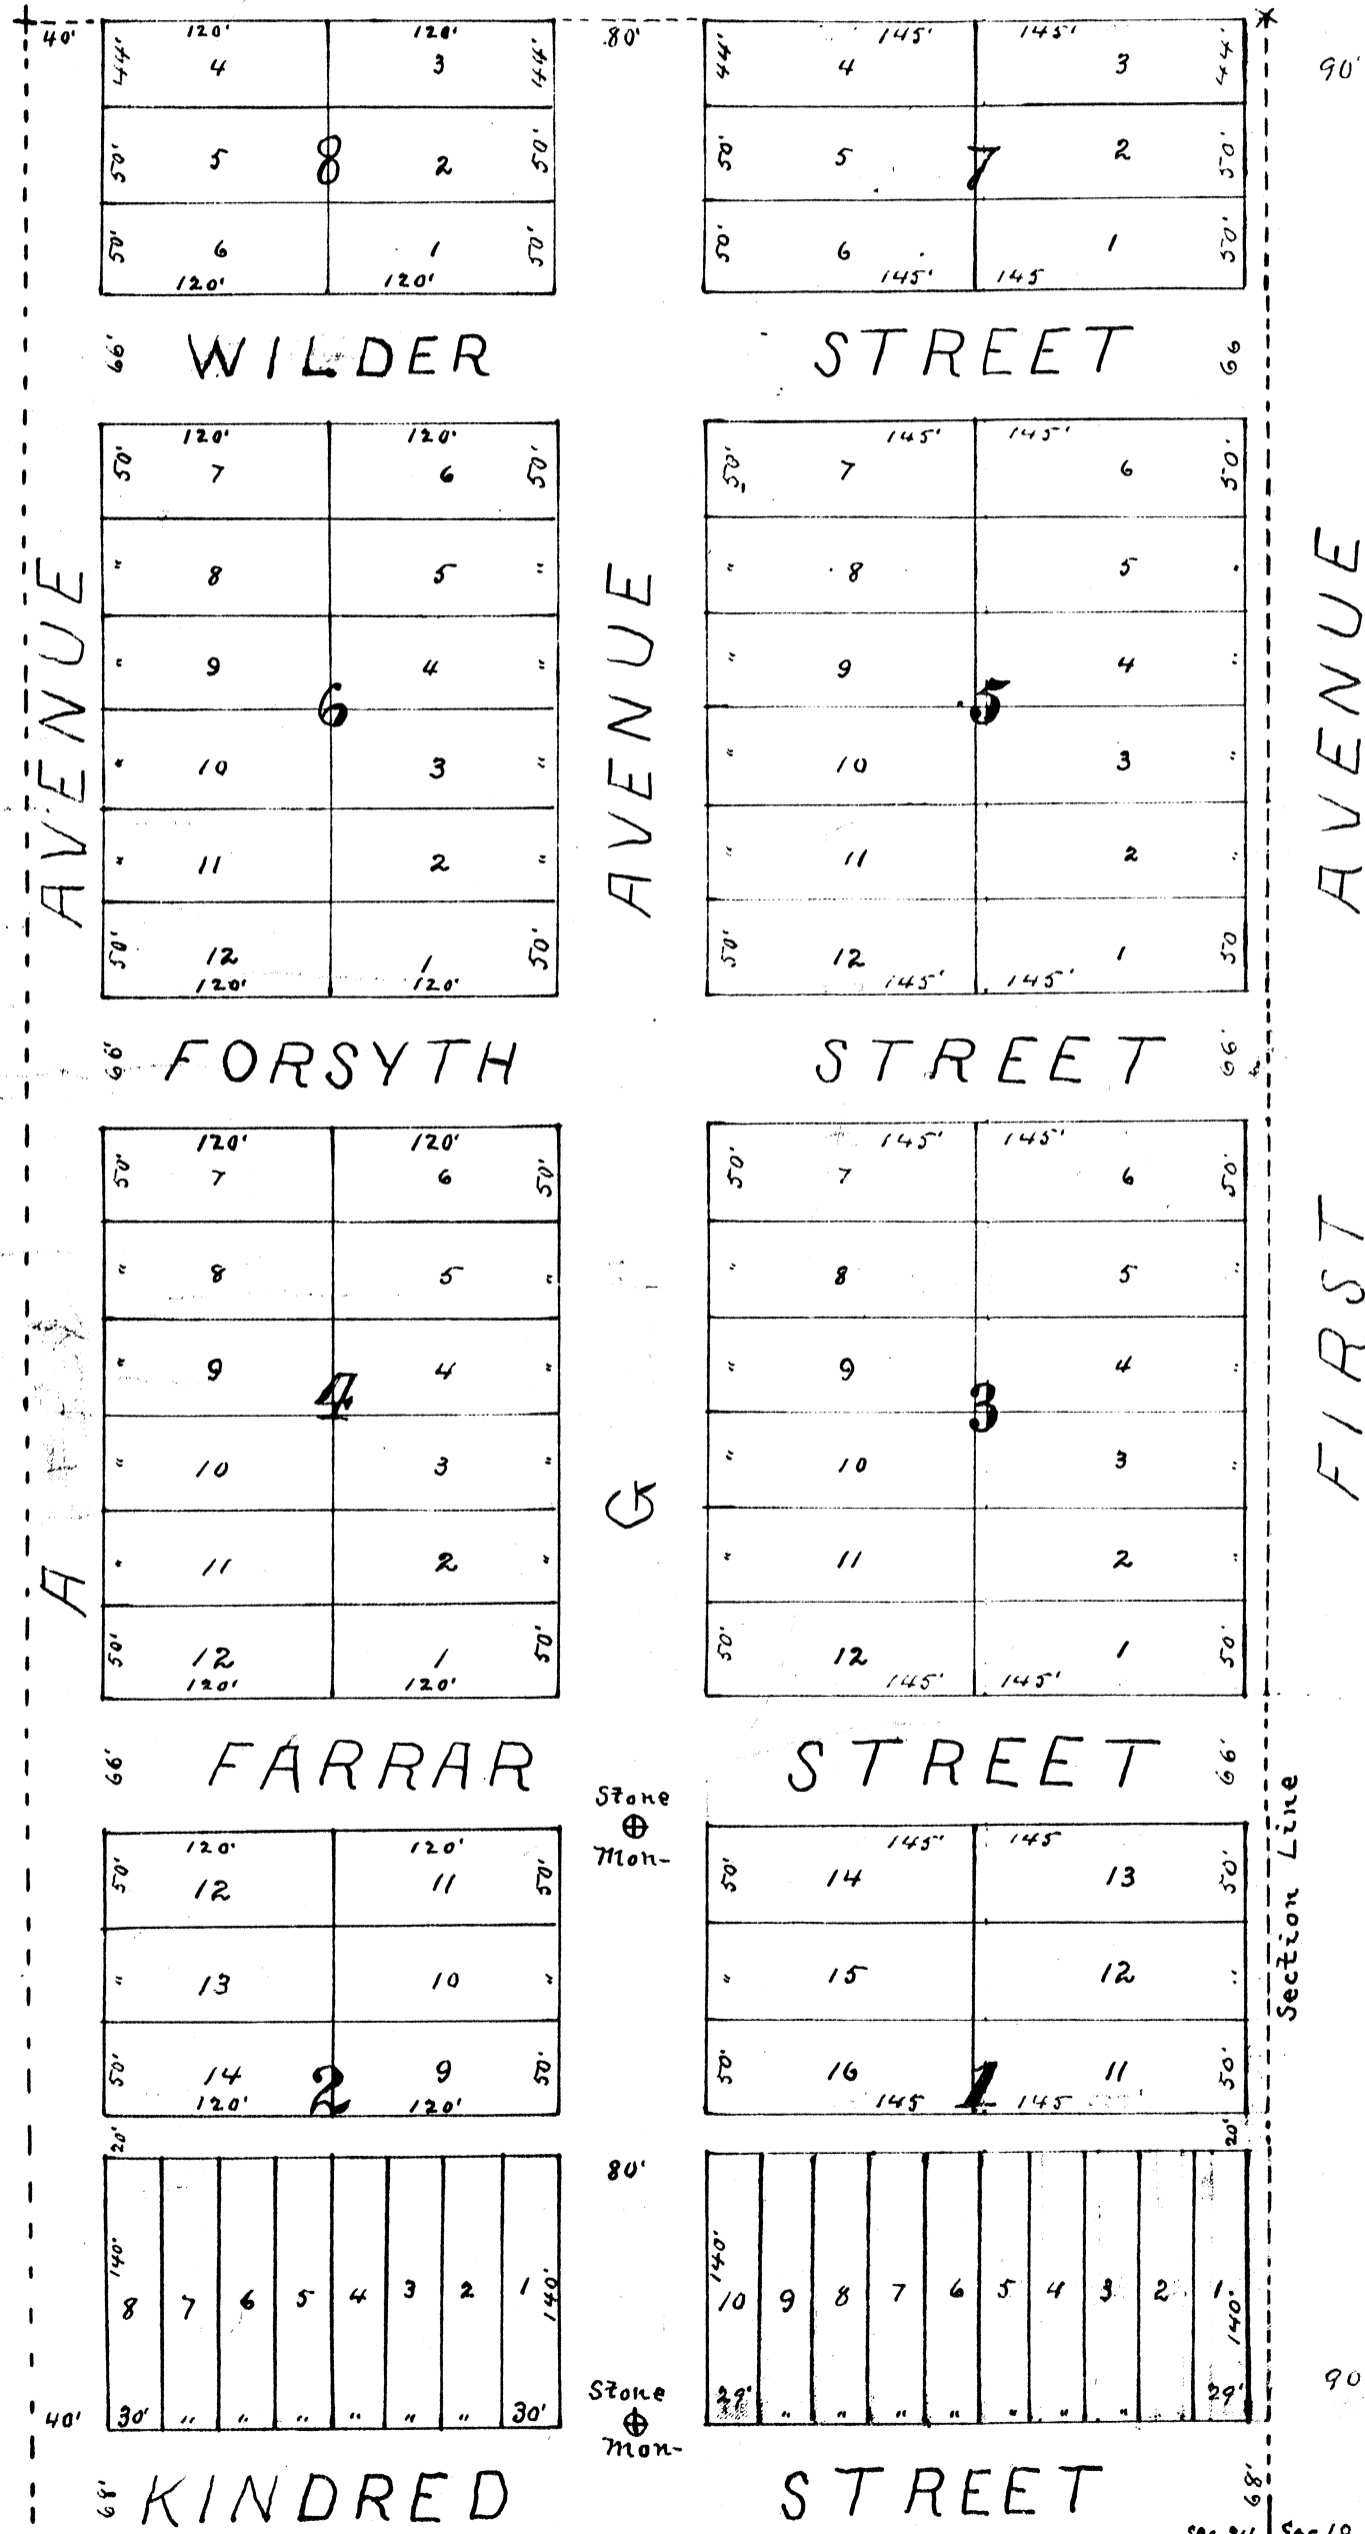 40' 120' 120' 80' 145' 145' 90'
44' 4 3 44' 44' 4 3 44'
50' 5 8 2 50' 50' 5 7 2 50'
50' 6 1 50' 50' 6 1 50'
120' 120' 145' 145
66' WILDER STREET 66
120' 120' 145' 145'
50' 7 6 50' 50' 7 6 50'
" 8 5 " " 8 5
" 9 4 " " 9 4 "
6 5
" 10 3 " " 10 3 "
" 11 2 " " 11 2 "
50' 12 1 50' 50' 12 1 50
120' 120' 145' 145'
AVENUE AVENUE AVENUE
66' FORSYTH STREET 66'
120' 120' 145' 145'
50' 7 6 50' 50' 7 6 50'
" 8 5 " " 8 5 "
" 9 4 " " 9 4 "
4 3
" 10 3 " " 10 3 "
" 11 2 " " 11 2 "
50' 12 1 50' 50' 12 1 50'
120' 120' 145' 145'
A G FIRST
66' FARRAR STREET 66'
Stone
Mon-
Section Line
120' 120' 145' 145
50' 12 11 50' 50' 14 13 50'
" 13 10 " " 15 12 "
50' 14 9 50' 50' 16 11 50'
120' 2 120' 145 1 145
20' 20'
80'
140' 140' 140' 140'
8 7 6 5 4 3 2 1 10 9 8 7 6 5 4 3 2 1
40' 30' " " " " " " 30' 29' " " " " " " " " 29' 90
Stone
Mon-
68' KINDRED STREET 68'